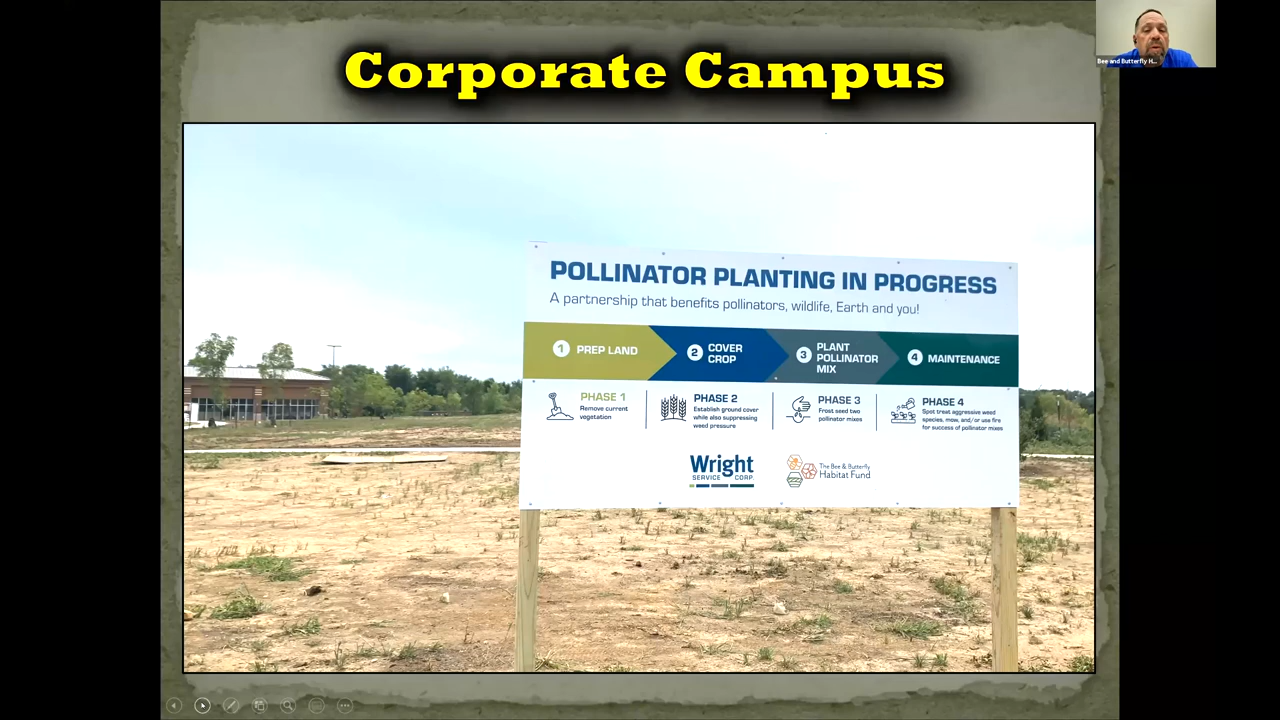 Corporate Campus
Bee and Butterfly H...
POLLINATOR PLANTING IN PROGRESS
A partnership that benefits pollinators, wildlife, Earth and you!
1 PREP LAND
2 COVER
CROP
3 PLANT
POLLINATOR
MIX
4 MAINTENANCE
PHASE 1
Remove current
vegetation
PHASE 2
Establish ground cover
while also suppressing
weed pressure
PHASE 3
Frost seed two
pollinator mixes
PHASE 4
Spot treat aggressive weed
species, mow, and/or use fire
for success of pollinator mixes
Wright
SERVICE CORP.
The Bee & Butterfly
Habitat Fund